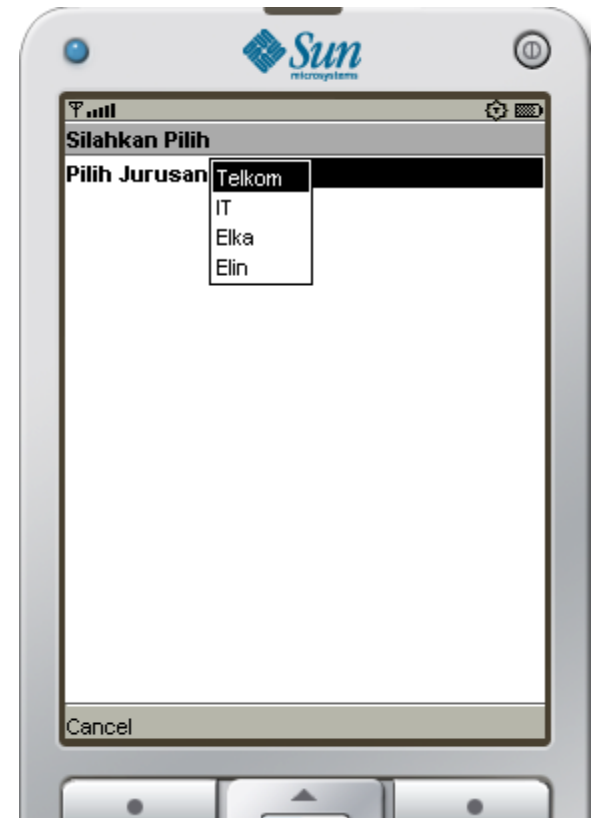 Sun
microsystems
Silahkan Pilih
Pilih Jurusan Telkom
IT
Elka
Elin
Cancel